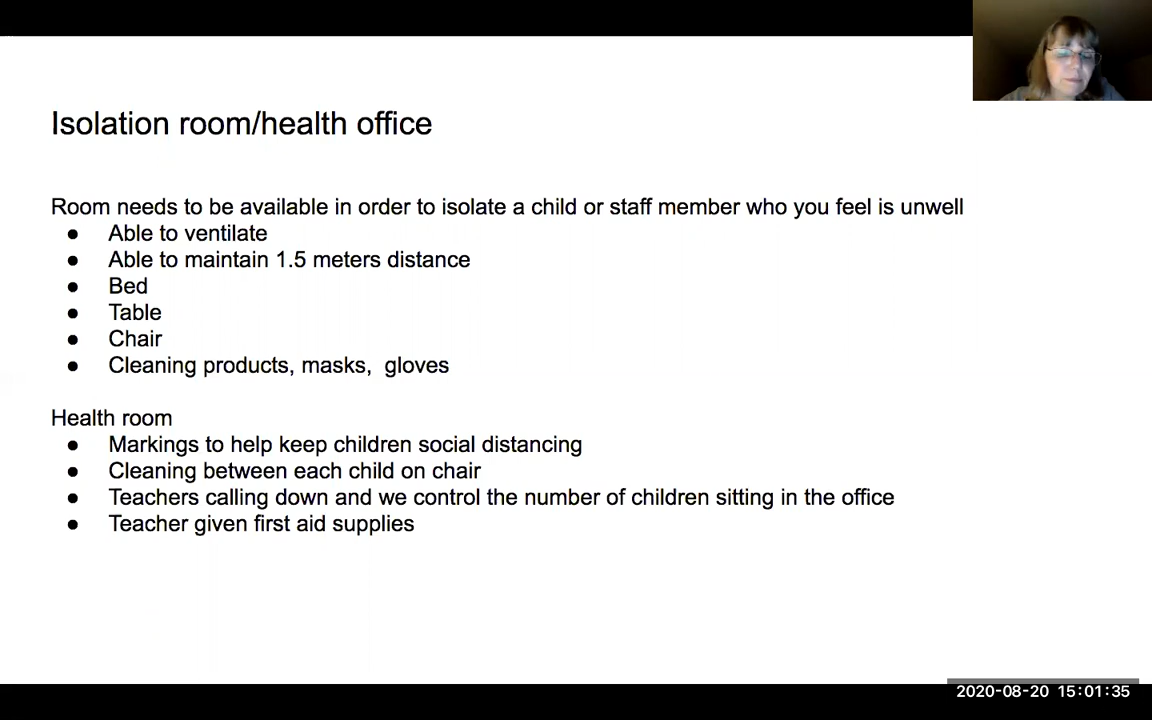 Isolation room/health office
Room needs to be available in order to isolate a child or staff member who you feel is unwell
● Able to ventilate
● Able to maintain 1.5 meters distance
● Bed
● Table
● Chair
● Cleaning products, masks,  gloves
Health room
● Markings to help keep children social distancing
● Cleaning between each child on chair
● Teachers calling down and we control the number of children sitting in the office
● Teacher given first aid supplies
2020-08-20 15:01:35